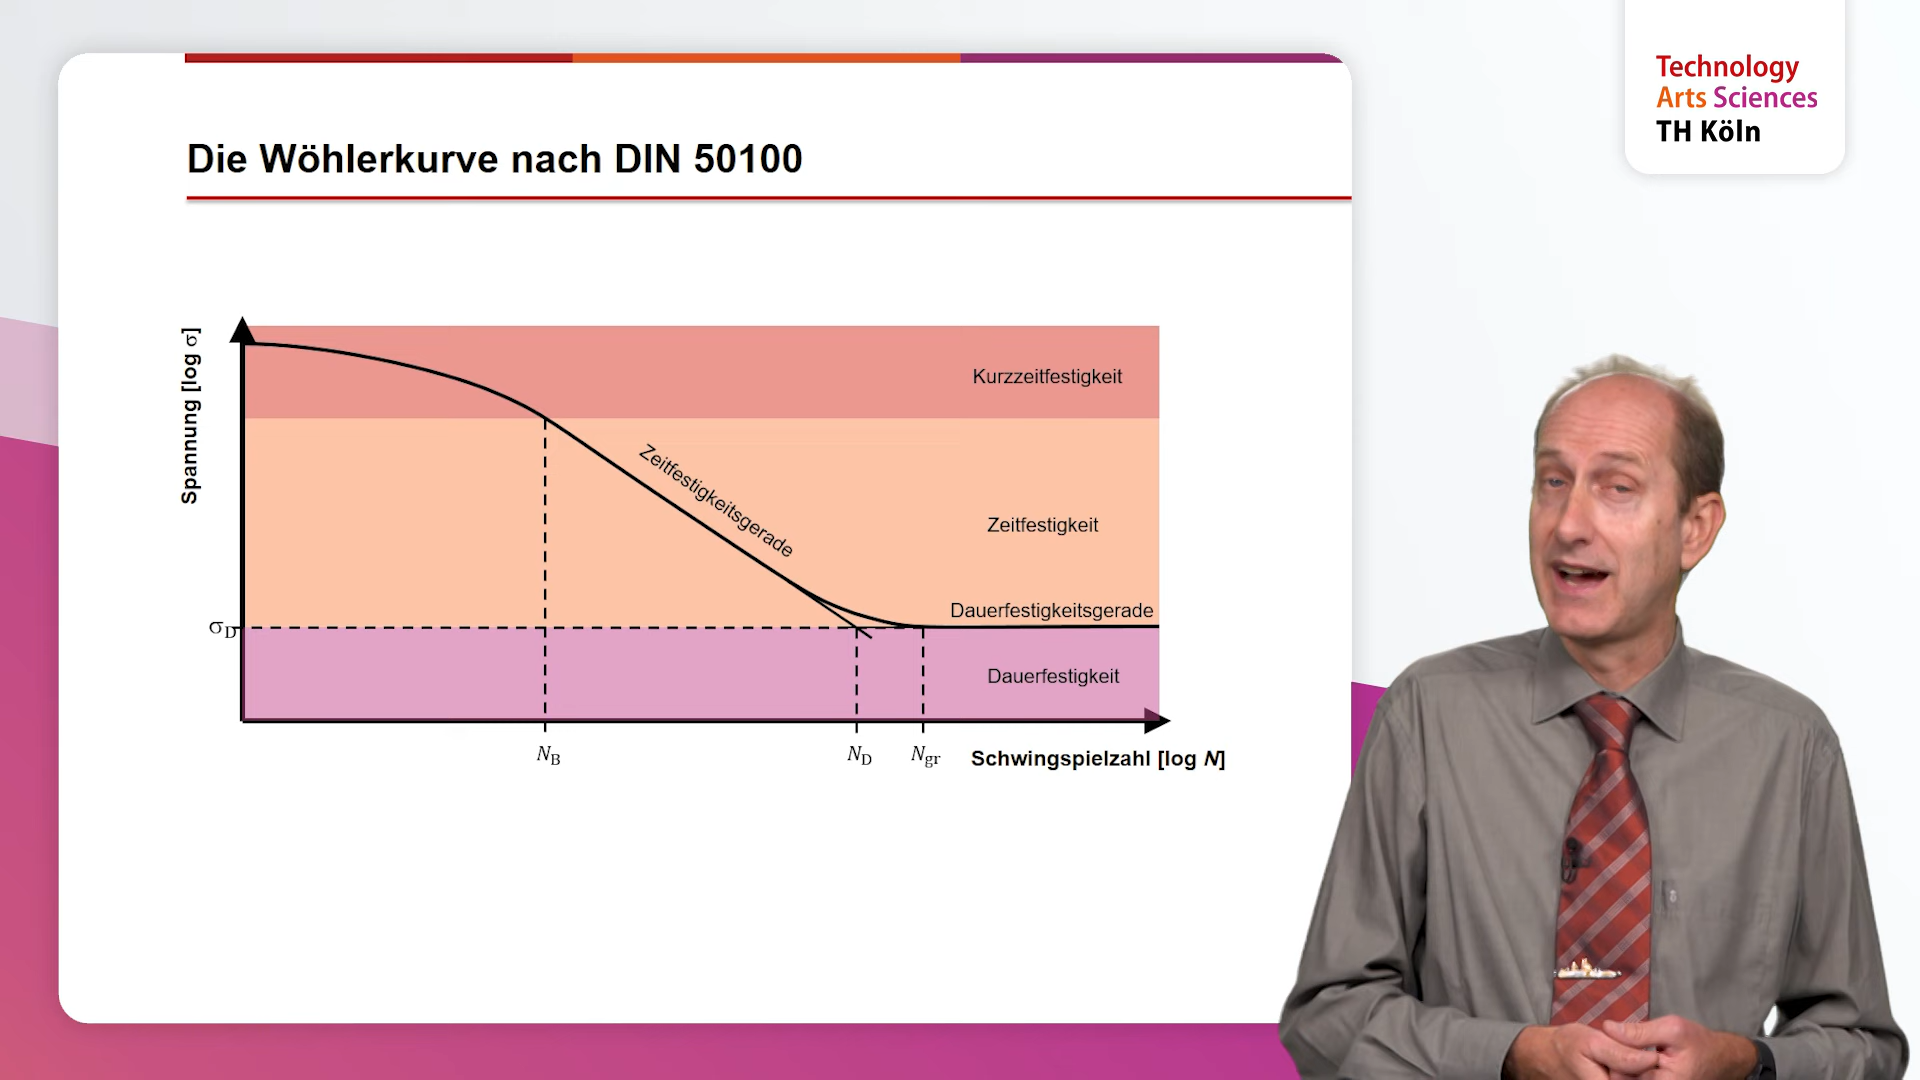 Technology
Arts Sciences
TH Köln
Die Wöhlerkurve nach DIN 50100
Spannung [log σ]
Kurzzeitfestigkeit
Zeitfestigkeitsgerade
Zeitfestigkeit
Dauerfestigkeitsgerade
σD
Dauerfestigkeit
NB
ND
Ngr
Schwingspielzahl [log N]